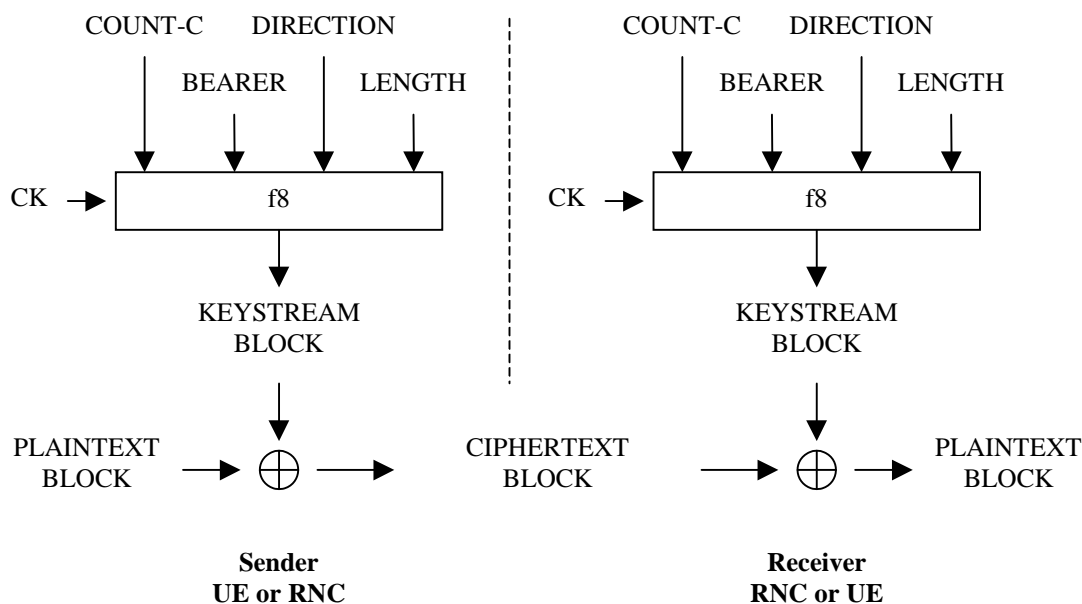 COUNT-C DIRECTION COUNT-C DIRECTION
BEARER LENGTH BEARER LENGTH
CK f8 CK f8
KEYSTREAM
BLOCK
KEYSTREAM
BLOCK
PLAINTEXT
BLOCK
CIPHERTEXT
BLOCK
PLAINTEXT
BLOCK
Sender
UE or RNC
Receiver
RNC or UE